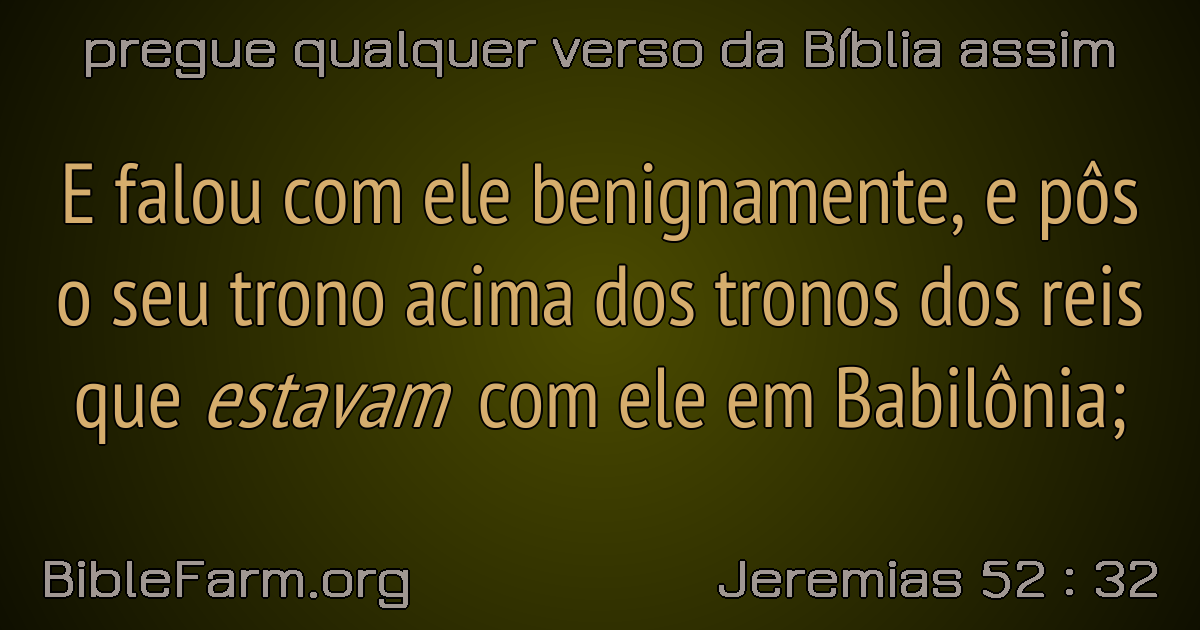 pregue qualquer verso da Bíblia assim
E falou com ele benignamente, e pôs
o seu trono acima dos tronos dos reis
que estavam com ele em Babilônia;
BibleFarm.org
Jeremias 52 : 32